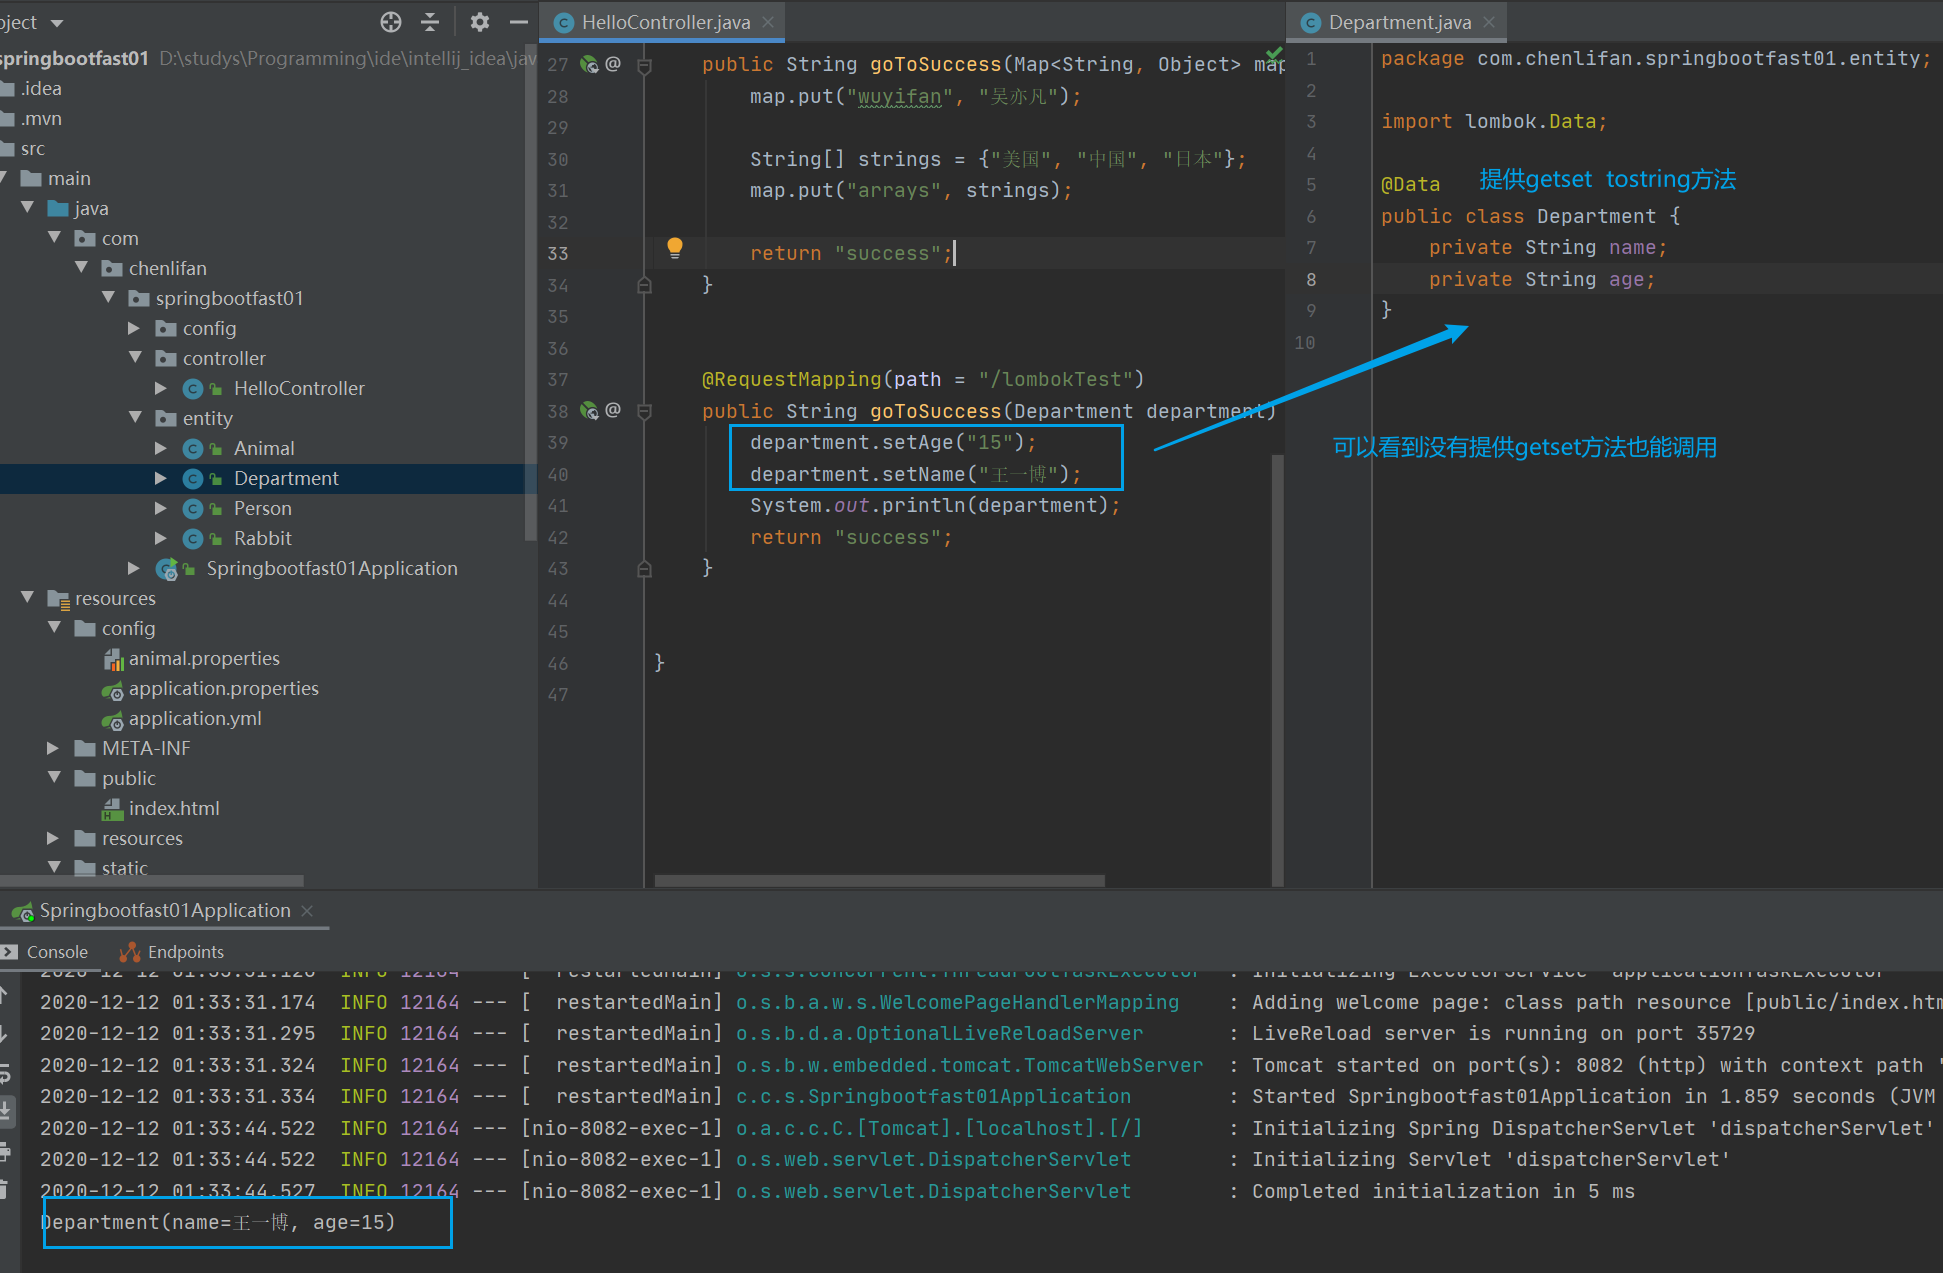 oject
HelloController.java
Department.java
springbootfast01 D:\studys\Programming\ide\intellij_idea\jav
.idea
.mvn
src
main
java
com
chenlifan
springbootfast01
config
controller
HelloController
entity
Animal
Department
Person
Rabbit
Springbootfast01Application
resources
config
animal.properties
application.properties
application.yml
META-INF
public
index.html
resources
static
27 @ public String goToSuccess(Map<String, Object> map
28 map.put("wuyifan", "吴亦凡");
29
30 String[] strings = {"美国", "中国", "日本"};
31 map.put("arrays", strings);
32
33 return "success";
34 }
35
36
37 @RequestMapping(path = "/lombokTest")
38 @ public String goToSuccess(Department department)
39 department.setAge("15");
40 department.setName("王一博");
41 System.out.println(department);
42 return "success";
43 }
44
45
46 }
47
1 package com.chenlifan.springbootfast01.entity;
2
3 import lombok.Data;
4
5 @Data 提供getset tostring方法
6 public class Department {
7 private String name;
8 private String age;
9 }
10
可以看到没有提供getset方法也能调用
Springbootfast01Application
Console Endpoints
2020-12-12 01:33:31.126 INFO 12164 --- [ restartedMain] o.s.s.concurrent.ThreadPoolTaskExecutor : Initializing ExecutorService 'applicationTaskExecutor'
2020-12-12 01:33:31.174 INFO 12164 --- [ restartedMain] o.s.b.a.w.s.WelcomePageHandlerMapping : Adding welcome page: class path resource [public/index.htm
2020-12-12 01:33:31.295 INFO 12164 --- [ restartedMain] o.s.b.d.a.OptionalLiveReloadServer : LiveReload server is running on port 35729
2020-12-12 01:33:31.324 INFO 12164 --- [ restartedMain] o.s.b.w.embedded.tomcat.TomcatWebServer : Tomcat started on port(s): 8082 (http) with context path '
2020-12-12 01:33:31.334 INFO 12164 --- [ restartedMain] c.c.s.Springbootfast01Application : Started Springbootfast01Application in 1.859 seconds (JVM
2020-12-12 01:33:44.522 INFO 12164 --- [nio-8082-exec-1] o.a.c.c.C.[Tomcat].[localhost].[/] : Initializing Spring DispatcherServlet 'dispatcherServlet'
2020-12-12 01:33:44.522 INFO 12164 --- [nio-8082-exec-1] o.s.web.servlet.DispatcherServlet : Initializing Servlet 'dispatcherServlet'
2020-12-12 01:33:44.527 INFO 12164 --- [nio-8082-exec-1] o.s.web.servlet.DispatcherServlet : Completed initialization in 5 ms
Department(name=王一博, age=15)